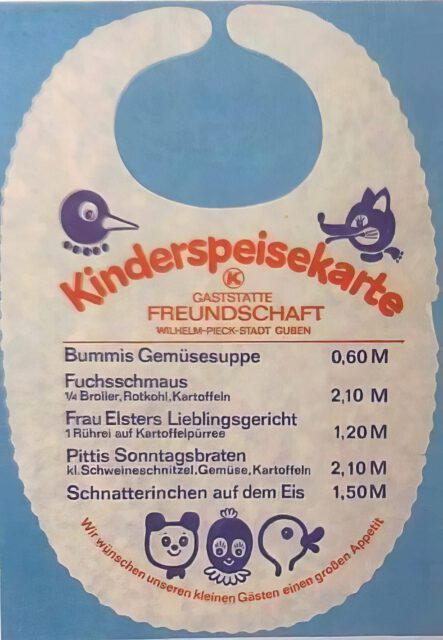 Kinderspeisekarte
K
GASTSTÄTTE
FREUNDSCHAFT
WILHELM-PIECK-STADT GUBEN
Bummis Gemüsesuppe 0,60 M
Fuchsschmaus
1/4 Broiler, Rotkohl, Kartoffeln 2,10 M
Frau Elsters Lieblingsgericht
1 Rührei auf Kartoffelpürree 1,20 M
Pittis Sonntagsbraten
kl. Schweineschnitzel, Gemüse, Kartoffeln 2,10 M
Schnatterinchen auf dem Eis 1,50 M
Wir wünschen unseren kleinen Gästen einen großen Appetit